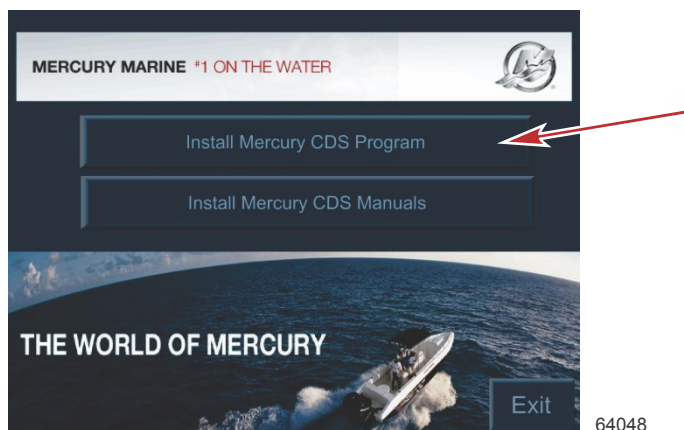 MERCURY MARINE #1 ON THE WATER
Install Mercury CDS Program
Install Mercury CDS Manuals
THE WORLD OF MERCURY
Exit
64048